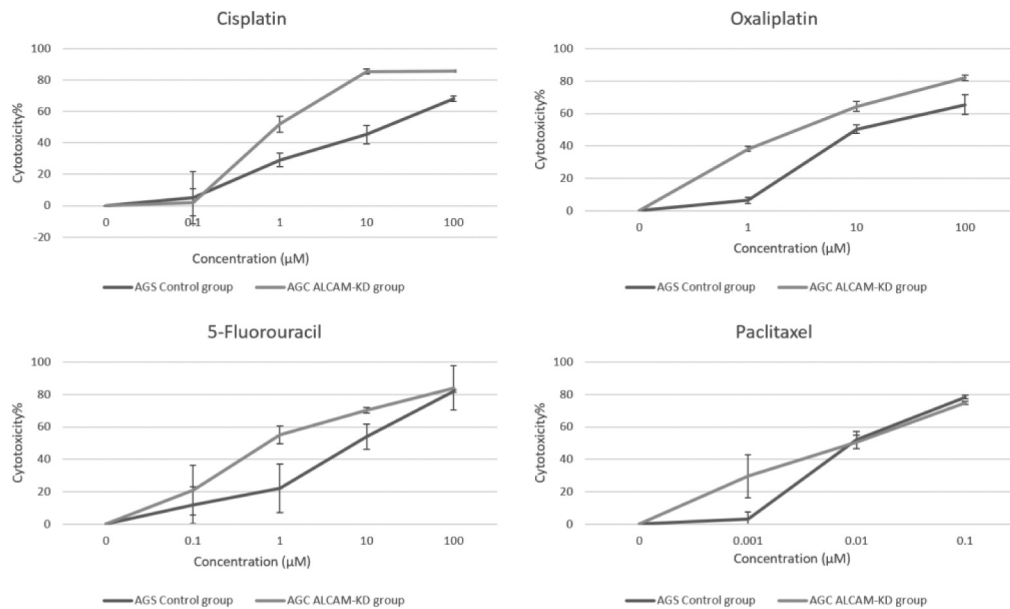 Cisplatin
100
80
60
40
20
0
-20
Cytotoxicity%
0 0.1 1 10 100
Concentration (µM)
AGS Control group AGC ALCAM-KD group
Oxaliplatin
100
80
60
40
20
0
Cytotoxicity%
0 1 10 100
Concentration (µM)
AGS Control group AGC ALCAM-KD group
5-Fluorouracil
100
80
60
40
20
0
Cytotoxicity%
0 0.1 1 10 100
Concentration (µM)
AGS Control group AGC ALCAM-KD group
Paclitaxel
100
80
60
40
20
0
Cytotoxicity%
0 0.001 0.01 0.1
Concentration (µM)
AGS Control group AGC ALCAM-KD group